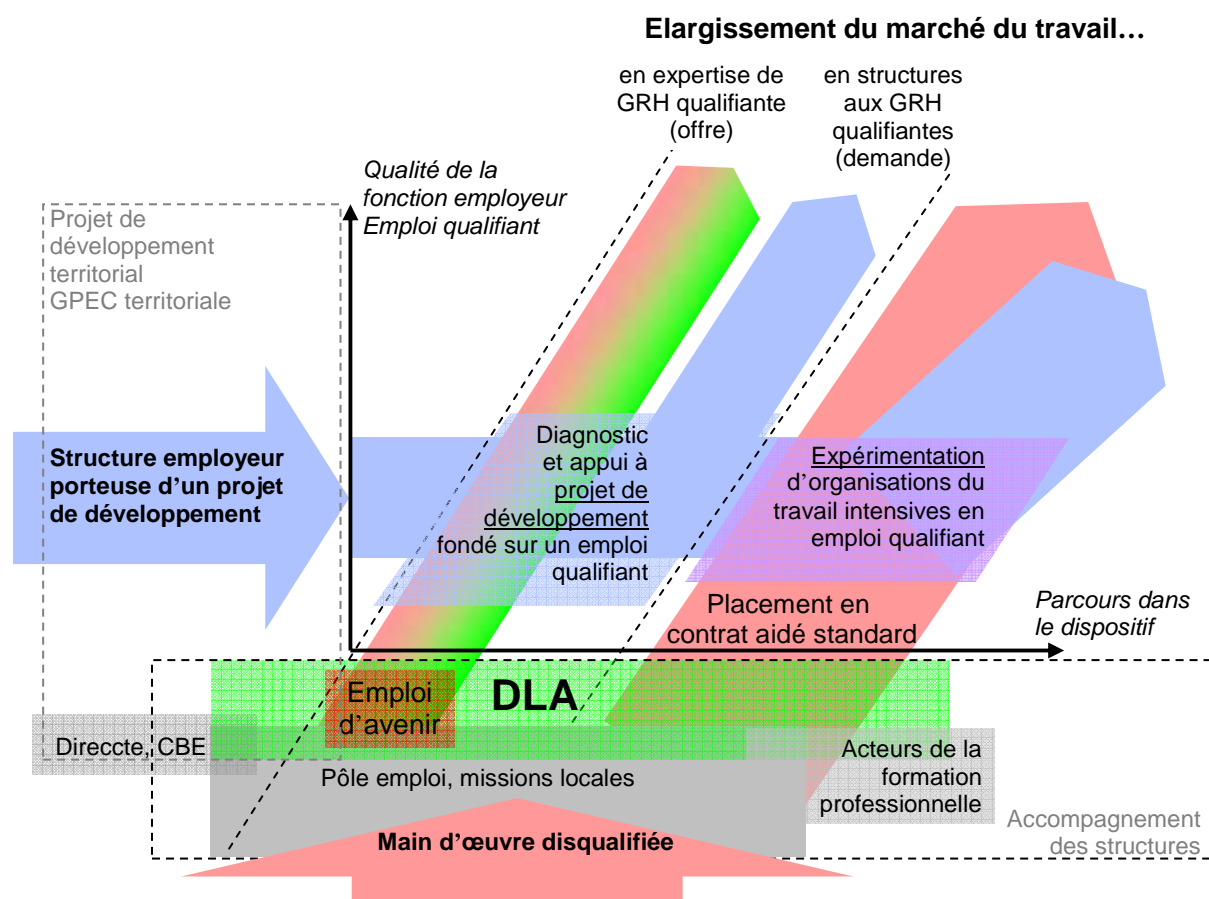 Elargissement du marché du travail…
en expertise de
GRH qualifiante
(offre)
en structures
aux GRH
qualifiantes
(demande)
Qualité de la
fonction employeur
Emploi qualifiant
Projet de
développement
territorial
GPEC territoriale
Structure employeur
porteuse d’un projet
de développement
Diagnostic
et appui à
projet de
développement
fondé sur un emploi
qualifiant
Expérimentation
d’organisations du
travail intensives en
emploi qualifiant
Placement en
contrat aidé standard
Parcours dans
le dispositif
Emploi
d’avenir
DLA
Direccte, CBE
Pôle emploi, missions locales
Acteurs de la
formation
professionnelle
Main d’œuvre disqualifiée
Accompagnement
des structures